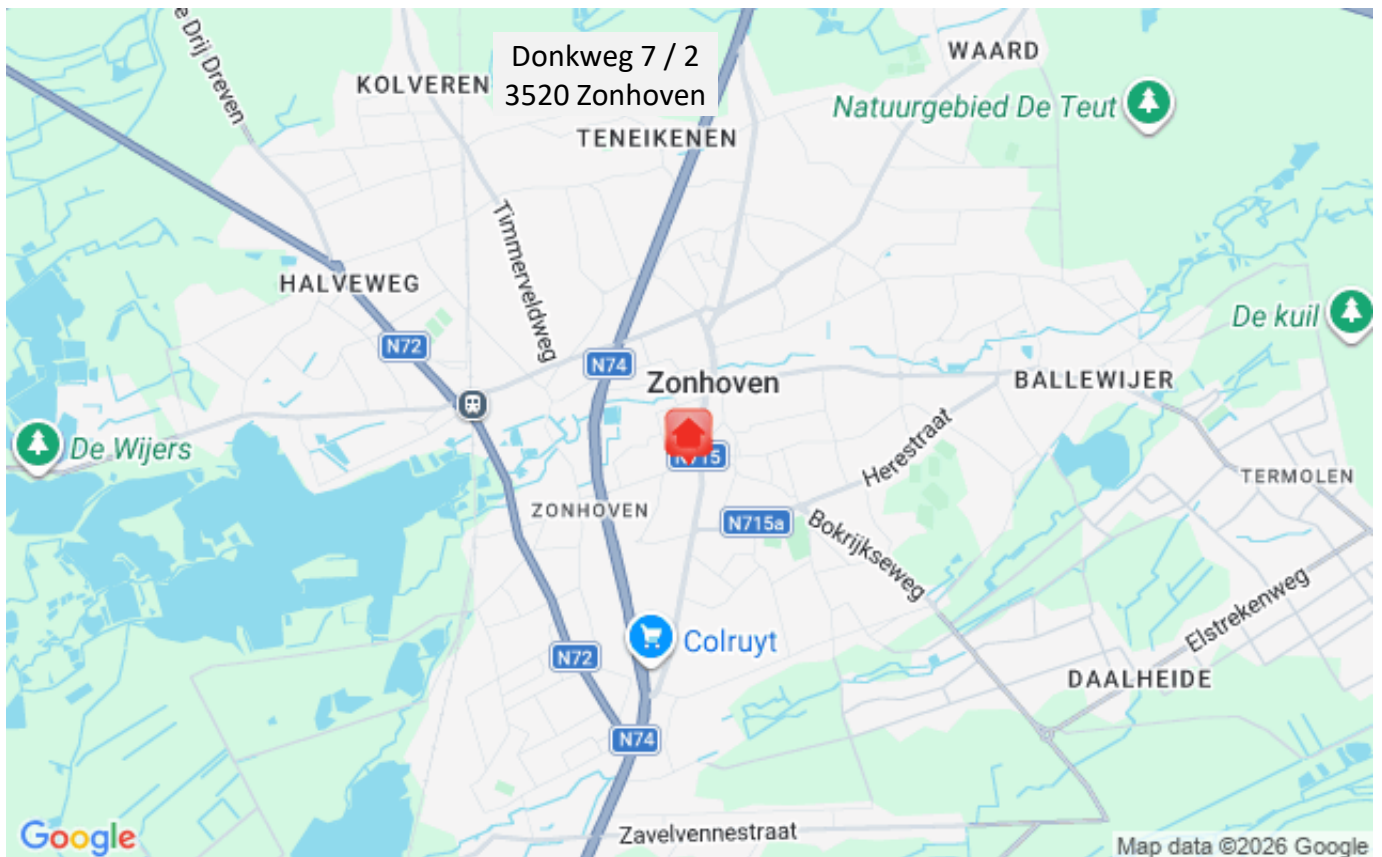 e Drij Dreven
Donkweg 7 / 2
3520 Zonhoven
WAARD
KOLVEREN
Natuurgebied De Teut
TENEIKENEN
Timmerveldweg
HALVEWEG
De kuil
N72
N74
Zonhoven
BALLEWIJER
De Wijers
N715
Herestraat
TERMOLEN
ZONHOVEN
N715a
Bokrijkseweg
Elstrekenweg
Colruyt
N72
DAALHEIDE
N74
Zavelvennestraat
Google
Map data ©2026 Google